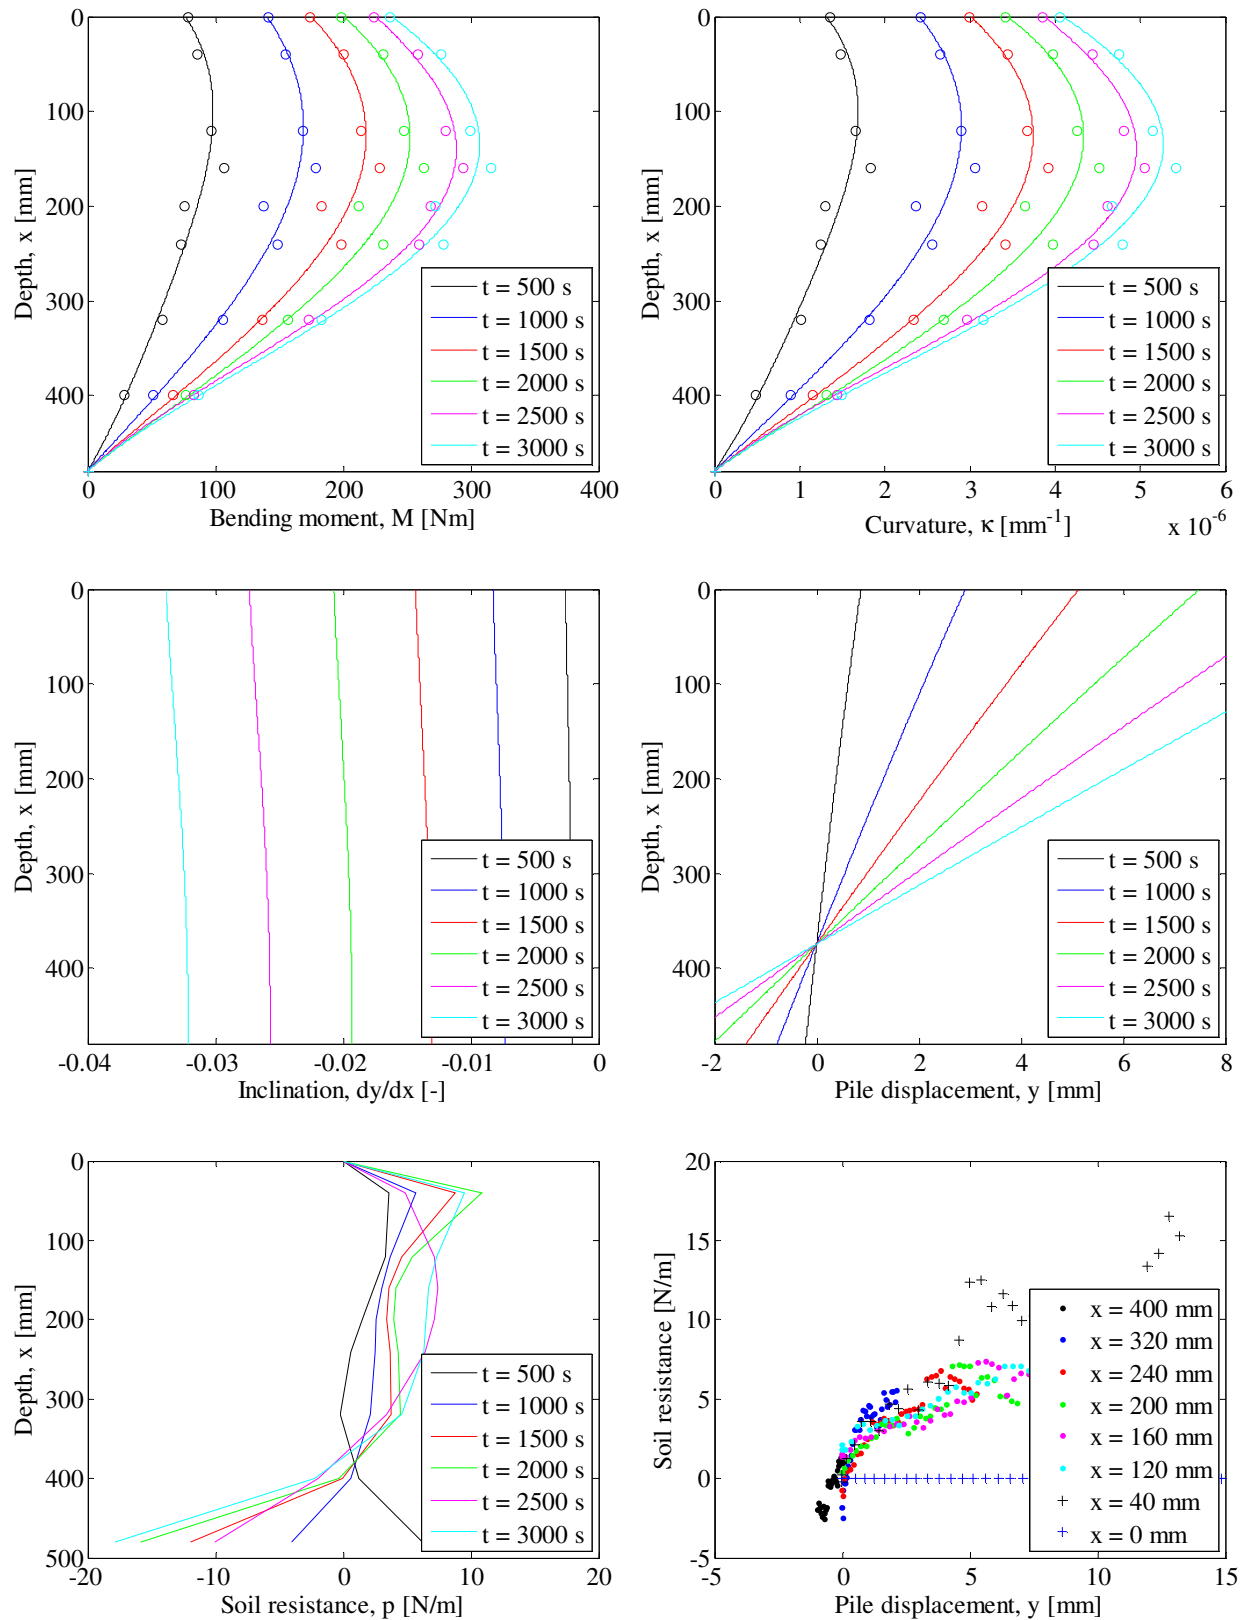 0
100
200
300
400
Depth, x [mm]
0 100 200 300 400
Bending moment, M [Nm]
t = 500 s
t = 1000 s
t = 1500 s
t = 2000 s
t = 2500 s
t = 3000 s
0
100
200
300
400
Depth, x [mm]
0 1 2 3 4 5 6
x 10⁻⁶
Curvature, κ [mm⁻¹]
t = 500 s
t = 1000 s
t = 1500 s
t = 2000 s
t = 2500 s
t = 3000 s
0
100
200
300
400
Depth, x [mm]
-0.04 -0.03 -0.02 -0.01 0
Inclination, dy/dx [-]
t = 500 s
t = 1000 s
t = 1500 s
t = 2000 s
t = 2500 s
t = 3000 s
0
100
200
300
400
Depth, x [mm]
-2 0 2 4 6 8
Pile displacement, y [mm]
t = 500 s
t = 1000 s
t = 1500 s
t = 2000 s
t = 2500 s
t = 3000 s
0
100
200
300
400
500
Depth, x [mm]
-20 -10 0 10 20
Soil resistance, p [N/m]
t = 500 s
t = 1000 s
t = 1500 s
t = 2000 s
t = 2500 s
t = 3000 s
20
15
10
5
0
-5
Soil resistance [N/m]
-5 0 5 10 15
Pile displacement, y [mm]
x = 400 mm
x = 320 mm
x = 240 mm
x = 200 mm
x = 160 mm
x = 120 mm
x = 40 mm
x = 0 mm